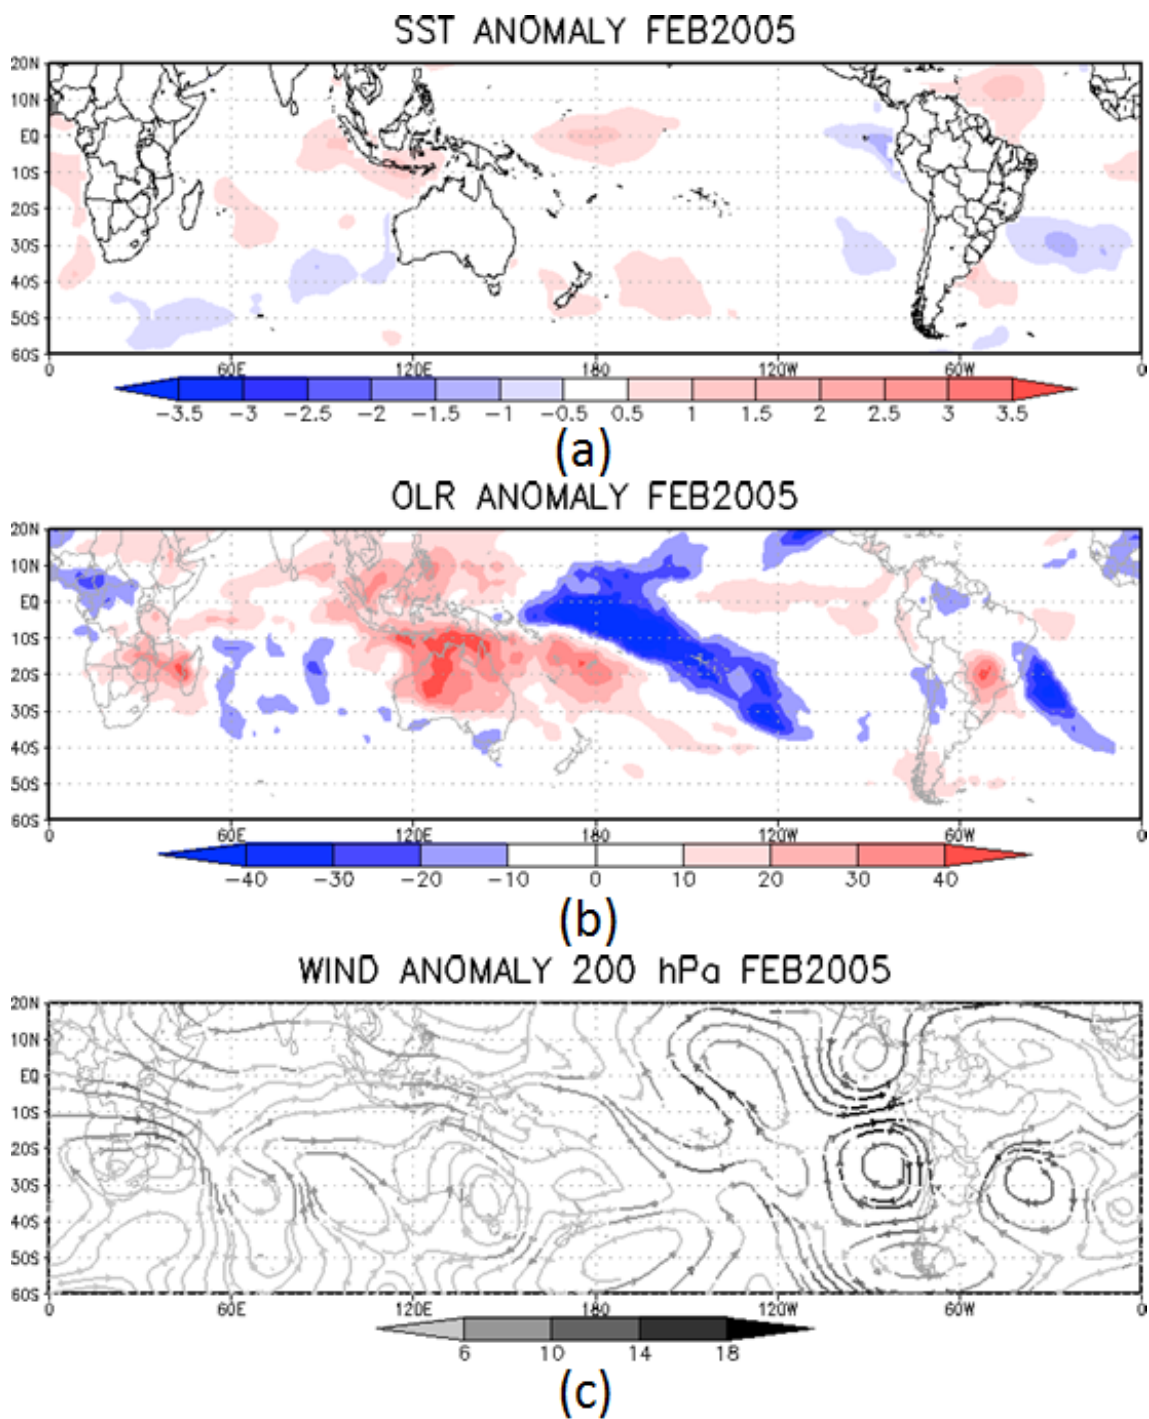 SST ANOMALY FEB2005
20N
10N
EQ
10S
20S
30S
40S
50S
60S
0 60E 120E 180 120W 60W 0
-3.5 -3 -2.5 -2 -1.5 -1 -0.5 0.5 1 1.5 2 2.5 3 3.5
(a)
OLR ANOMALY FEB2005
20N
10N
EQ
10S
20S
30S
40S
50S
60S
0 60E 120E 180 120W 60W 0
-40 -30 -20 -10 0 10 20 30 40
(b)
WIND ANOMALY 200 hPa FEB2005
20N
10N
EQ
10S
20S
30S
40S
50S
60S
0 60E 120E 180 120W 60W 0
6 10 14 18
(c)